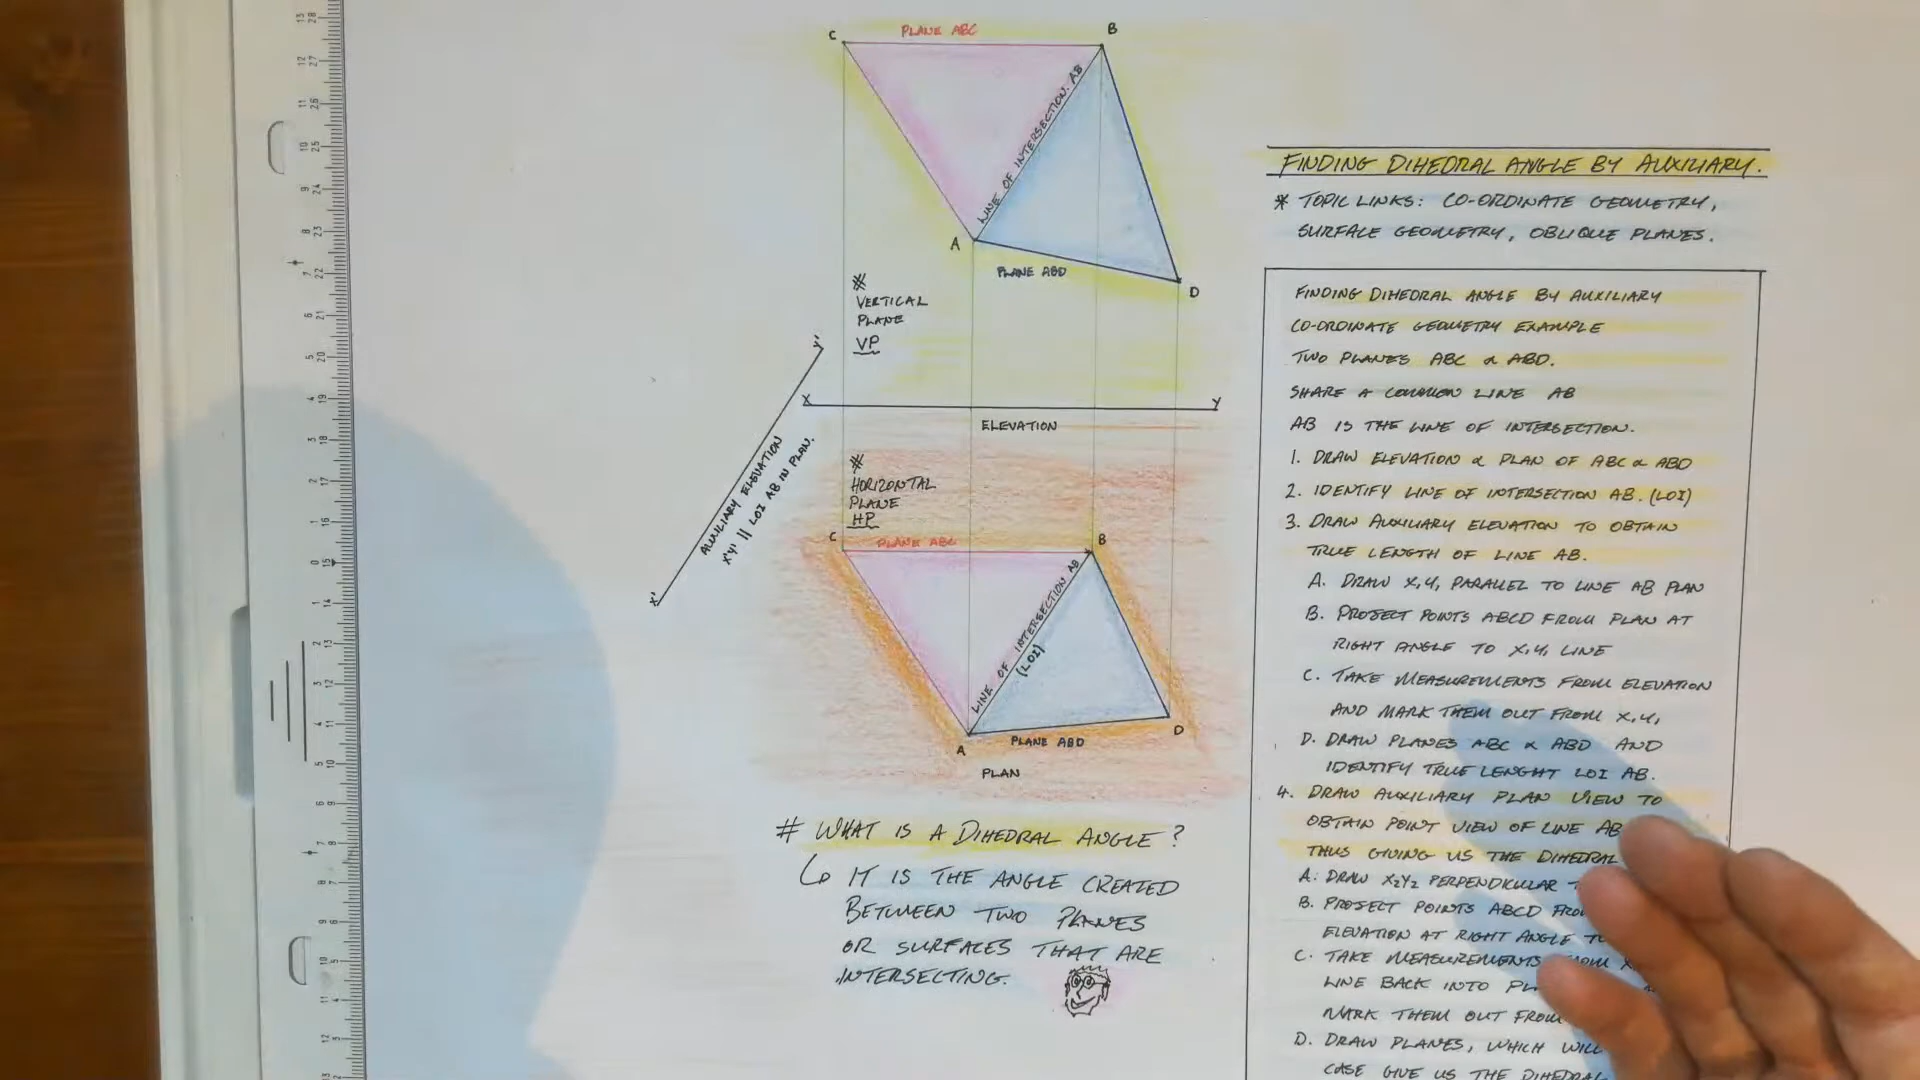 C
PLANE ABC
B
LINE OF INTERSECTION. AB
A
PLANE ABD
D
#
VERTICAL
PLANE
VP
Y'
X
Y
ELEVATION
AUXILIARY ELEVATION
X'Y' || LOI AB IN PLAN.
X'
#
HORIZONTAL
PLANE
HP
C
PLANE ABC
B
LINE OF INTERSECTION AB
(LOI)
A
PLANE ABD
D
PLAN
# WHAT IS A DIHEDRAL ANGLE?
IT IS THE ANGLE CREATED
BETWEEN TWO PLANES
OR SURFACES THAT ARE
INTERSECTING.
FINDING DIHEDRAL ANGLE BY AUXILIARY.
* TOPIC LINKS: CO-ORDINATE GEOMETRY,
SURFACE GEOMETRY, OBLIQUE PLANES.
FINDING DIHEDRAL ANGLE BY AUXILIARY
CO-ORDINATE GEOMETRY EXAMPLE
TWO PLANES ABC & ABD.
SHARE A COMMON LINE AB
AB IS THE LINE OF INTERSECTION.
1. DRAW ELEVATION & PLAN OF ABC & ABD
2. IDENTIFY LINE OF INTERSECTION AB. (LOI)
3. DRAW AUXILIARY ELEVATION TO OBTAIN
TRUE LENGTH OF LINE AB.
A. DRAW X,Y, PARALLEL TO LINE AB PLAN
B. PROJECT POINTS ABCD FROM PLAN AT
RIGHT ANGLE TO X,Y, LINE
C. TAKE MEASUREMENTS FROM ELEVATION
AND MARK THEM OUT FROM X,Y,
D. DRAW PLANES ABC & ABD AND
IDENTIFY TRUE LENGHT LOI AB.
4. DRAW AUXILIARY PLAN VIEW TO
OBTAIN POINT VIEW OF LINE AB
THUS GIVING US THE DIHEDRAL
A: DRAW X2Y2 PERPENDICULAR
B. PROJECT POINTS ABCD
ELEVATION AT RIGHT ANGLE
C. TAKE MEASUREMENTS
LINE BACK INTO
MARK THEM OUT FROM
D. DRAW PLANES, WHICH WILL
CASE GIVE US THE DIHEDRAL